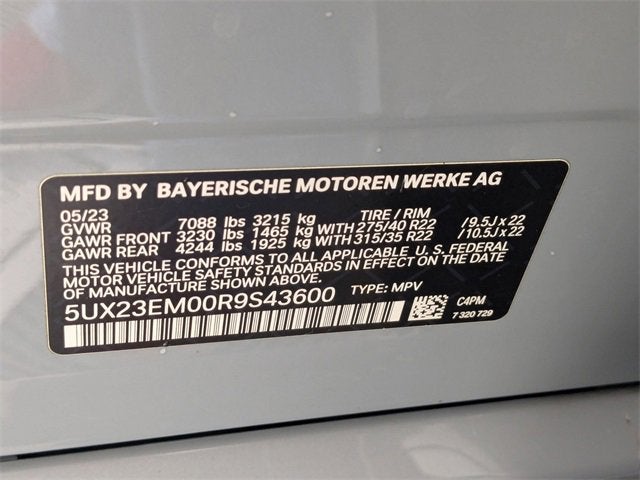 MFD BY BAYERISCHE MOTOREN WERKE AG
05/23
GVWR 7088 lbs 3215 kg TIRE / RIM
GAWR FRONT 3230 lbs 1465 kg WITH 275/40 R22 /9.5J x 22
GAWR REAR 4244 lbs 1925 kg WITH 315/35 R22 /10.5J x 22
THIS VEHICLE CONFORMS TO ALL APPLICABLE U.S. FEDERAL
MOTOR VEHICLE SAFETY STANDARDS IN EFFECT ON THE DATE
OF MANUFACTURE SHOWN ABOVE.
5UX23EM00R9S43600 TYPE: MPV
C4PM
7 320 729